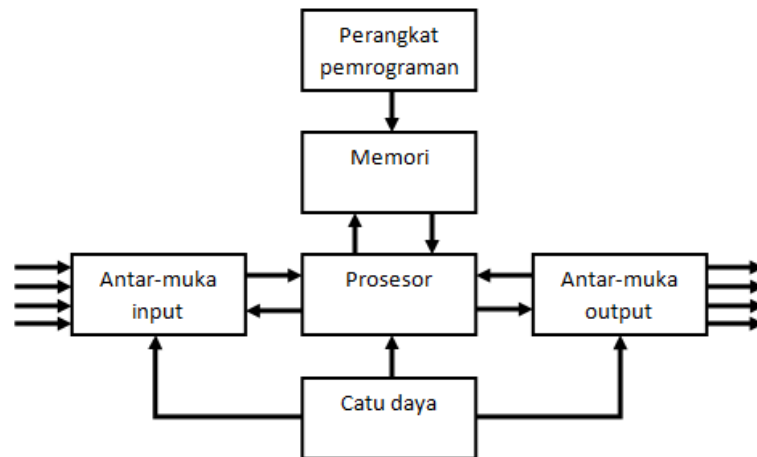 Perangkat
pemrograman
Memori
Antar-muka
input
Prosesor
Antar-muka
output
Catu daya